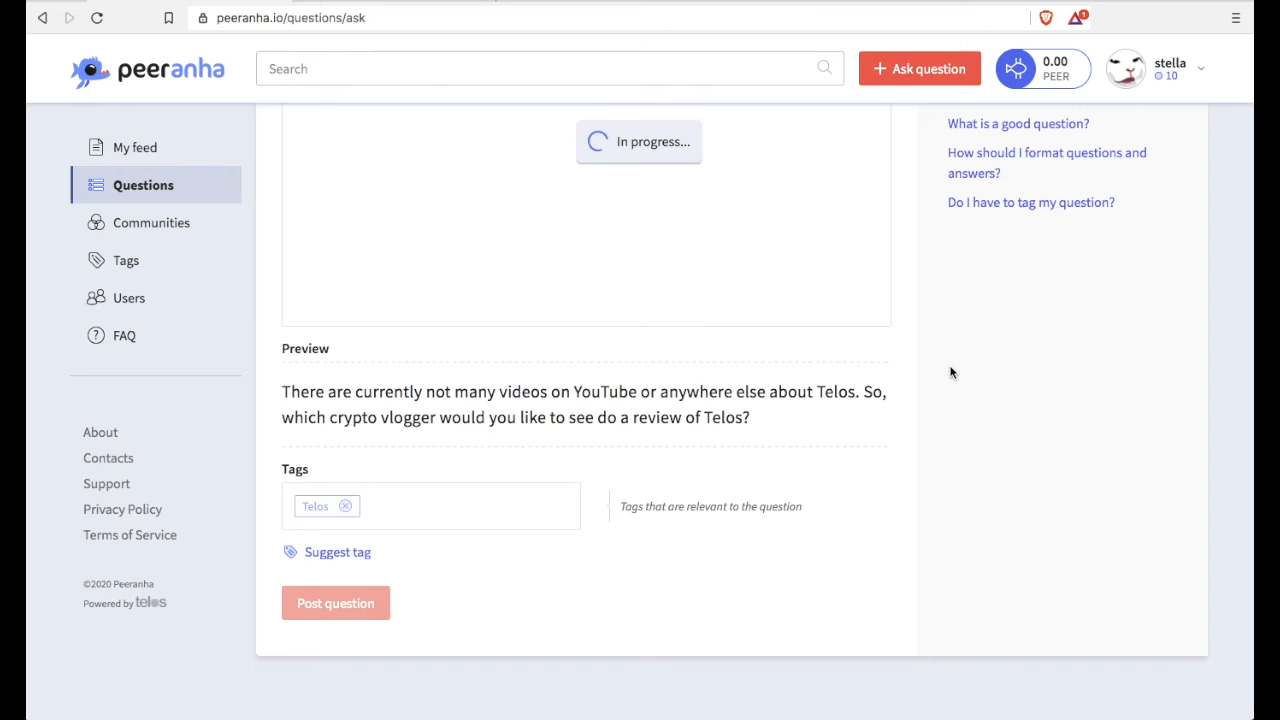 peeranha.io/questions/ask
1
peeranha
Search
+ Ask question
0.00
PEER
stella
10
My feed
Questions
Communities
Tags
Users
FAQ
About
Contacts
Support
Privacy Policy
Terms of Service
©2020 Peeranha
Powered by telos
In progress...
Preview
There are currently not many videos on YouTube or anywhere else about Telos. So,
which crypto vlogger would you like to see do a review of Telos?
Tags
Telos
Tags that are relevant to the question
Suggest tag
Post question
What is a good question?
How should I format questions and
answers?
Do I have to tag my question?